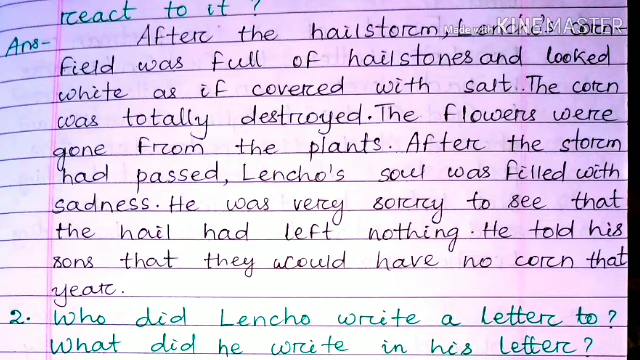 react to it?
Ans- After the hailstorm, Lencho's corn
Made with KINEMASTER
field was full of hailstones and looked
white as if covered with salt. The corn
was totally destroyed. The flowers were
gone from the plants. After the storm
had passed, Lencho's soul was filled with
sadness. He was very sorry to see that
the hail had left nothing. He told his
sons that they would have no corn that
year.
2. Who did Lencho write a letter to?
What did he write in his letter?